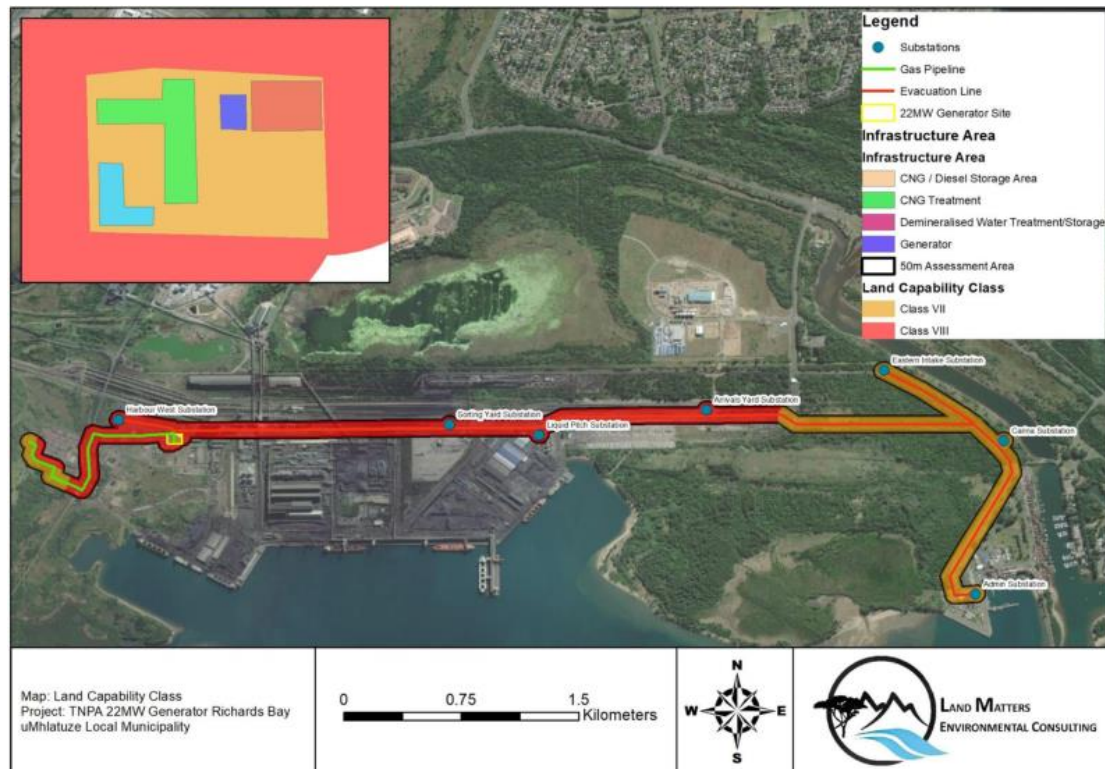 Legend
Substations
Gas Pipeline
Evacuation Line
22MW Generator Site
Infrastructure Area
Infrastructure Area
CNG / Diesel Storage Area
CNG Treatment
Demineralised Water Treatment/Storage
Generator
50m Assessment Area
Land Capability Class
Class VII
Class VIII
Eastern Intake Substation
Harbour West Substation
Arrivals Yard Substation
Sorting Yard Substation
Liquid Pitch Substation
Substation
Admin Substation
Map: Land Capability Class
Project: TNPA 22MW Generator Richards Bay
uMhlatuze Local Municipality
0 0.75 1.5
Kilometers
N
W E
S
LAND MATTERS
ENVIRONMENTAL CONSULTING